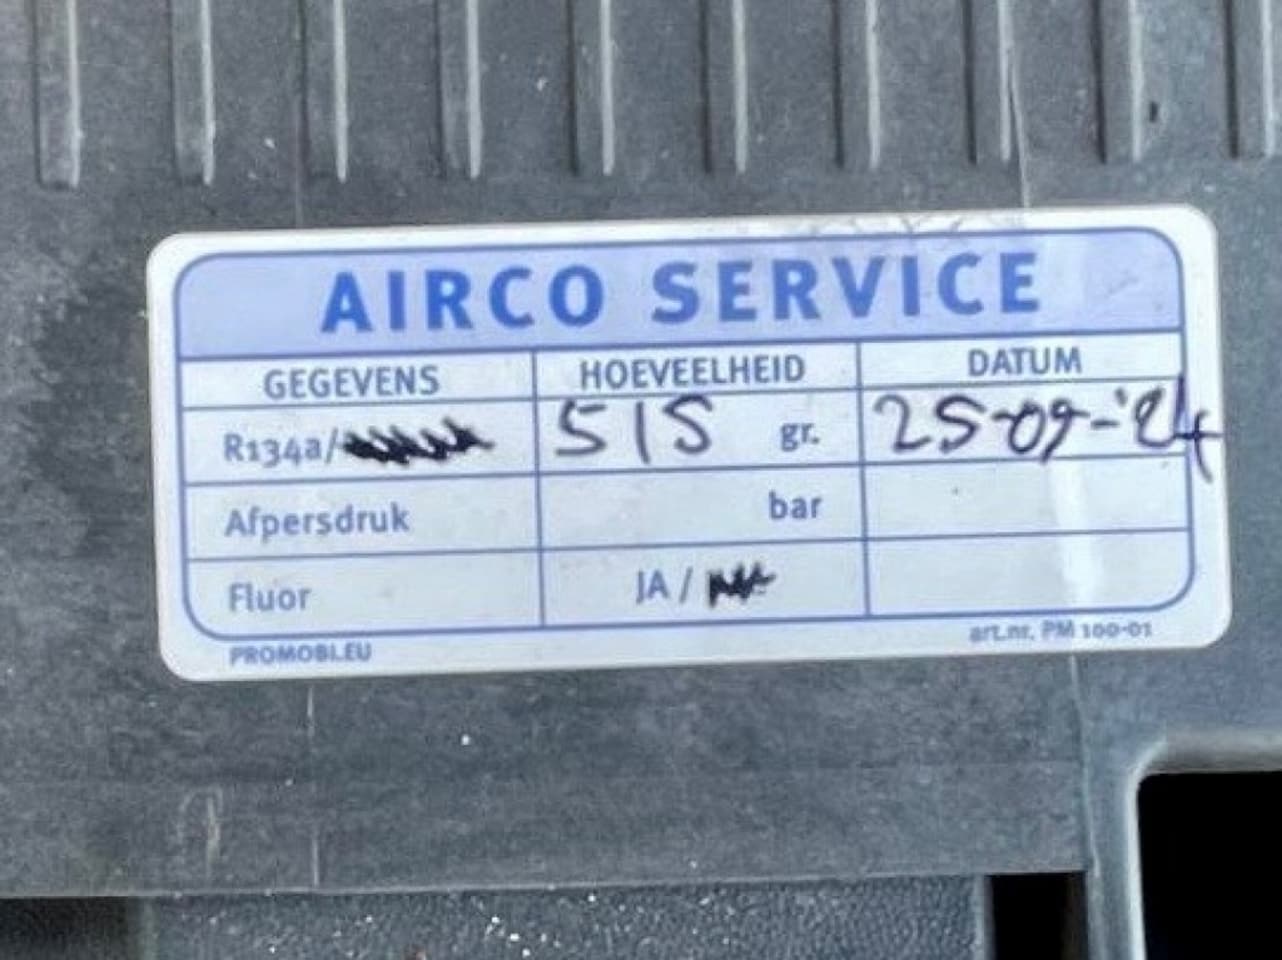 AIRCO SERVICE
GEGEVENS HOEVEELHEID DATUM
R134a/ 515 gr. 25-09-'24
Afpersdruk bar
Fluor JA /
PROMOBI.EU art.nr. PM 100-01